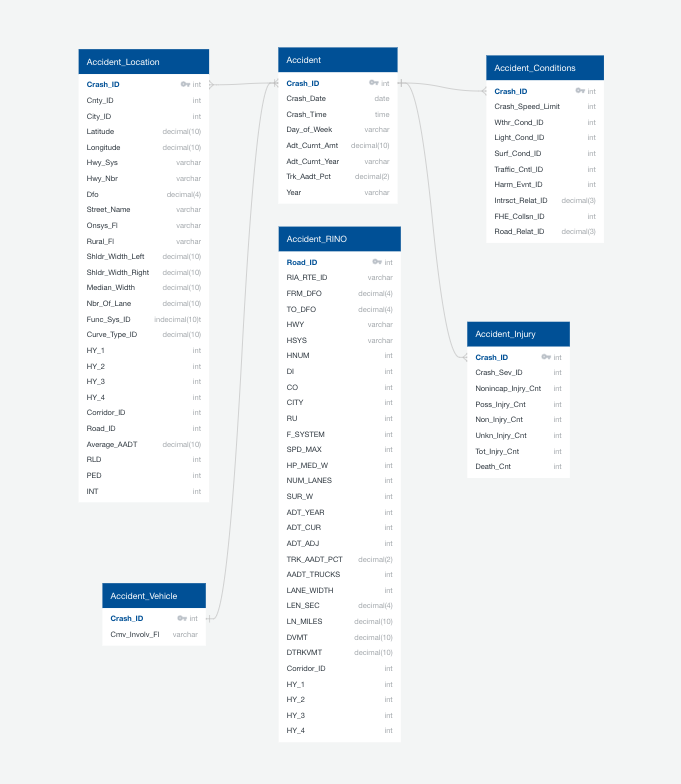 Accident_Location
Crash_ID int
Cnty_ID int
City_ID int
Latitude decimal(10)
Longitude decimal(10)
Hwy_Sys varchar
Hwy_Nbr varchar
Dfo decimal(4)
Street_Name varchar
Onsys_Fl varchar
Rural_Fl varchar
Shldr_Width_Left decimal(10)
Shldr_Width_Right decimal(10)
Median_Width decimal(10)
Nbr_Of_Lane decimal(10)
Func_Sys_ID indecimal(10)t
Curve_Type_ID decimal(10)
HY_1 int
HY_2 int
HY_3 int
HY_4 int
Corridor_ID int
Road_ID int
Average_AADT decimal(10)
RLD int
PED int
INT int
Accident_Vehicle
Crash_ID int
Cmv_Involv_Fl varchar
Accident
Crash_ID int
Crash_Date date
Crash_Time time
Day_of_Week varchar
Adt_Curnt_Amt decimal(10)
Adt_Curnt_Year varchar
Trk_Aadt_Pct decimal(2)
Year varchar
Accident_RINO
Road_ID int
RIA_RTE_ID varchar
FRM_DFO decimal(4)
TO_DFO decimal(4)
HWY varchar
HSYS varchar
HNUM int
DI int
CO int
CITY int
RU int
F_SYSTEM int
SPD_MAX int
HP_MED_W int
NUM_LANES int
SUR_W int
ADT_YEAR int
ADT_CUR int
ADT_ADJ int
TRK_AADT_PCT decimal(2)
AADT_TRUCKS int
LANE_WIDTH int
LEN_SEC decimal(4)
LN_MILES decimal(10)
DVMT decimal(10)
DTRKVMT decimal(10)
Corridor_ID int
HY_1 int
HY_2 int
HY_3 int
HY_4 int
Accident_Conditions
Crash_ID int
Crash_Speed_Limit int
Wthr_Cond_ID int
Light_Cond_ID int
Surf_Cond_ID int
Traffic_Cntl_ID int
Harm_Evnt_ID int
Intrsct_Relat_ID decimal(3)
FHE_Collsn_ID int
Road_Relat_ID decimal(3)
Accident_Injury
Crash_ID int
Crash_Sev_ID int
Nonincap_Injry_Cnt int
Poss_Injry_Cnt int
Non_Injry_Cnt int
Unkn_Injry_Cnt int
Tot_Injry_Cnt int
Death_Cnt int